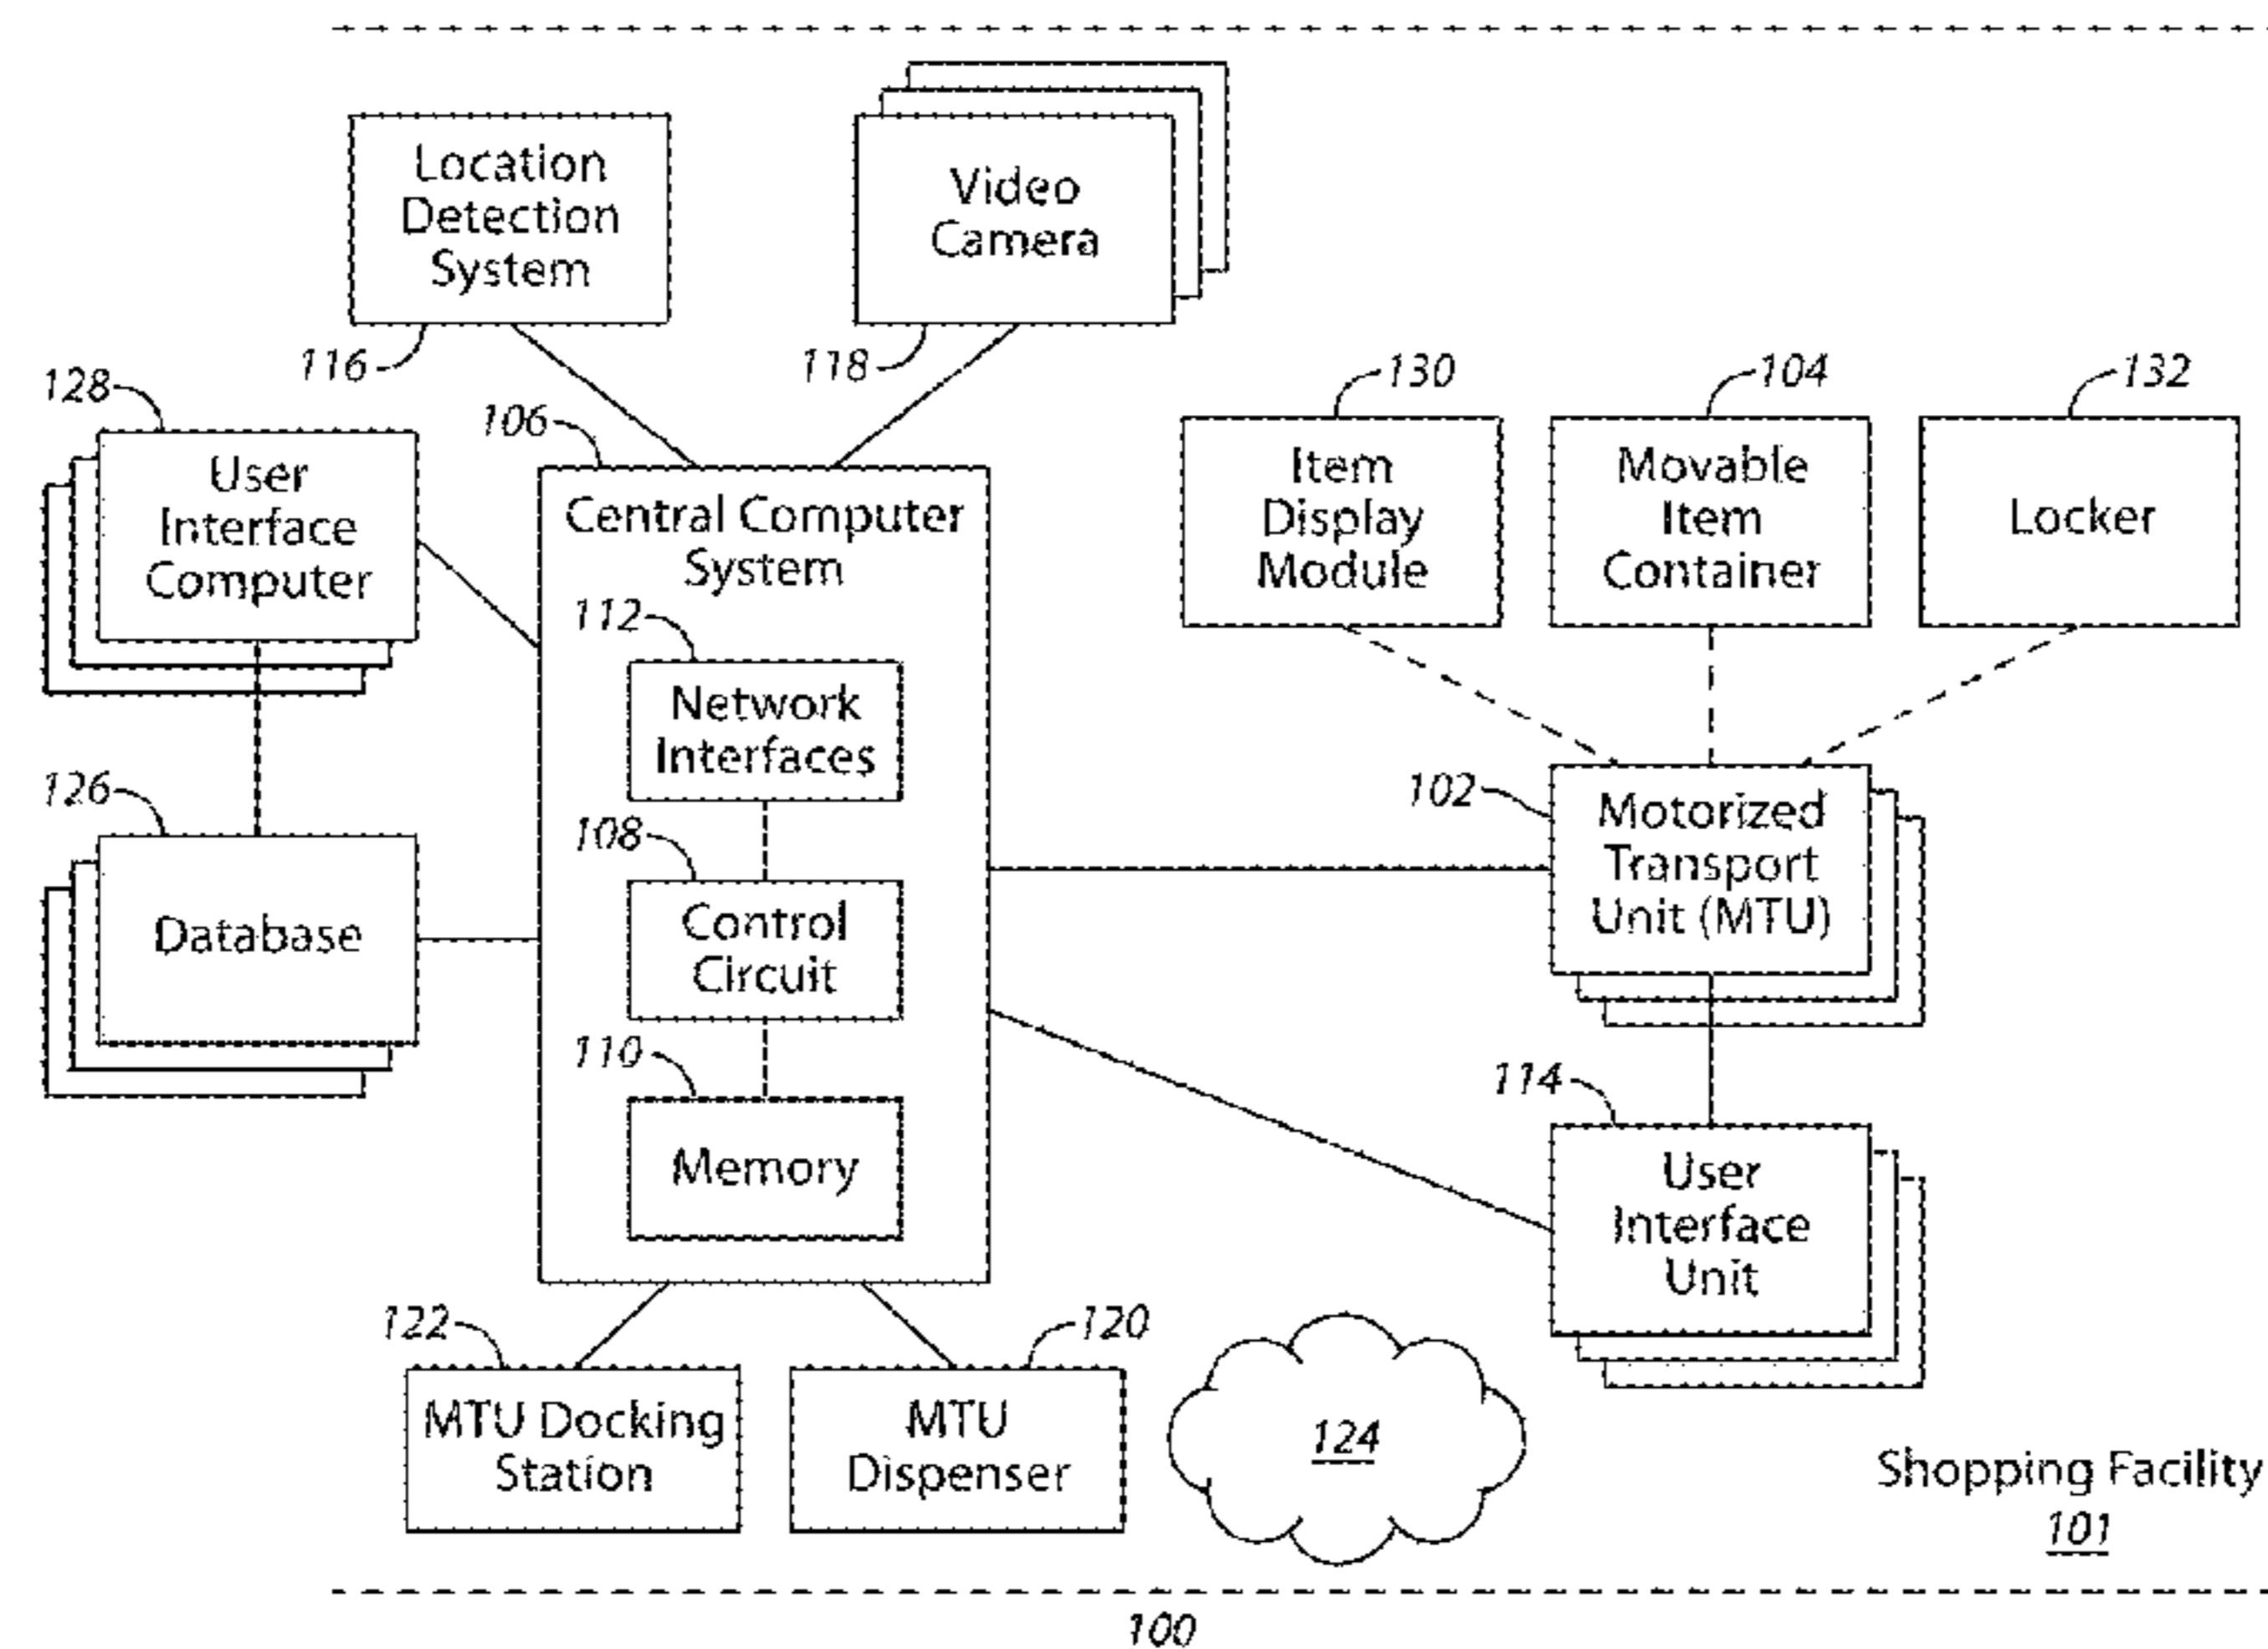 Location
Detection
System
116
Video
Camera
118
128
User
Interface
Computer
106
Central Computer
System
130
Item
Display
Module
104
Movable
Item
Container
132
Locker
112
Network
Interfaces
126
Database
108
Control
Circuit
102
Motorized
Transport
Unit (MTU)
110
Memory
114
User
Interface
Unit
122
MTU Docking
Station
120
MTU
Dispenser
124
Shopping Facility
101
100